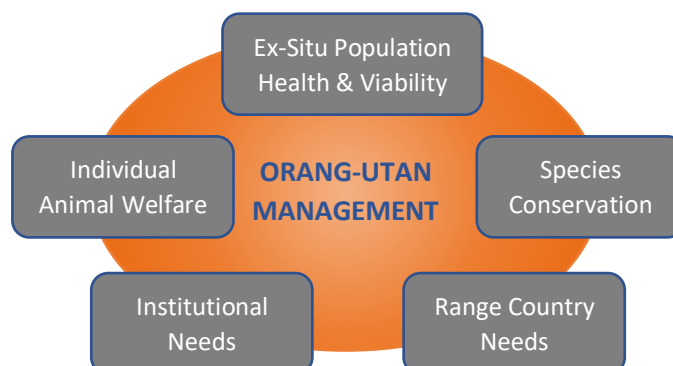 Ex-Situ Population
Health & Viability
Individual
Animal Welfare
ORANG-UTAN
MANAGEMENT
Species
Conservation
Institutional
Needs
Range Country
Needs